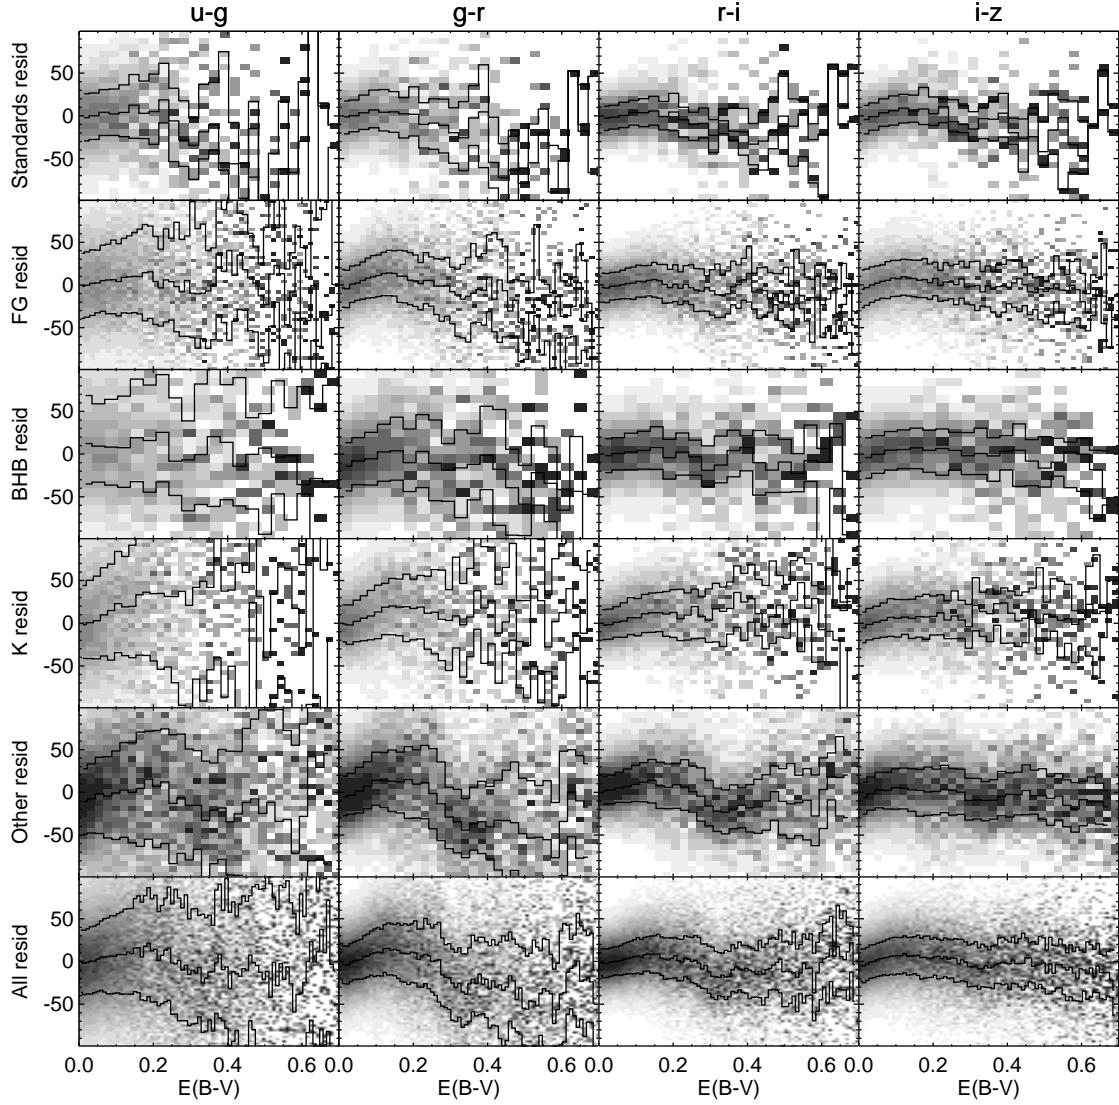 u-g g-r r-i i-z
Standards resid
50
0
-50
FG resid
50
0
-50
BHB resid
50
0
-50
K resid
50
0
-50
Other resid
50
0
-50
All resid
50
0
-50
0.0 0.2 0.4 0.6 0.0 0.2 0.4 0.6 0.0 0.2 0.4 0.6 0.0 0.2 0.4 0.6
E(B-V) E(B-V) E(B-V) E(B-V)